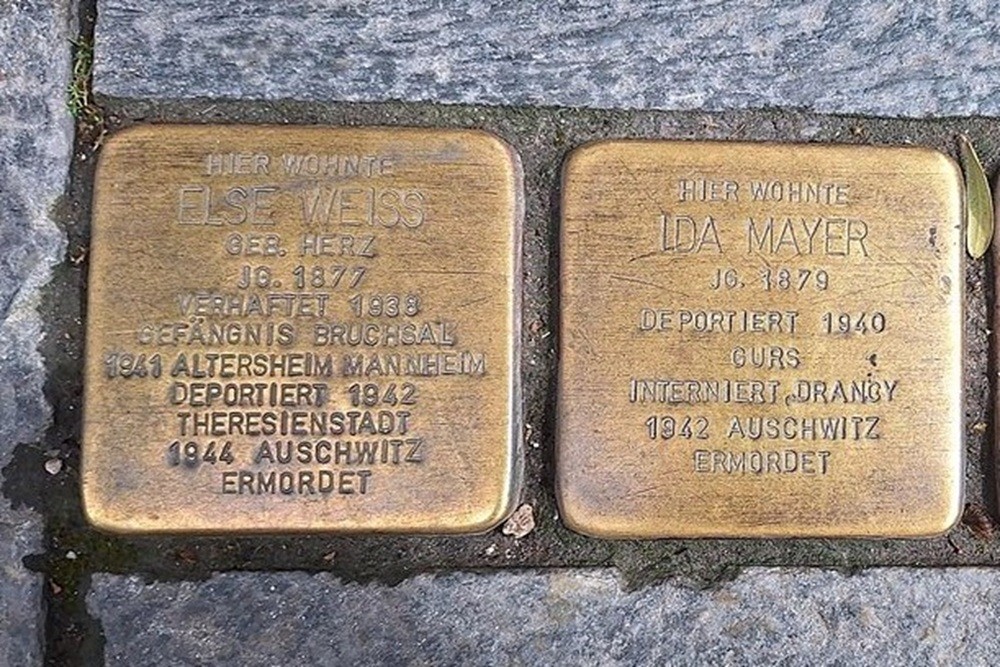 HIER WOHNTE
ELSE WEISS
GEB. HERZ
JG. 1877
VERHAFTET 1938
GEFÄNGNIS BRUCHSAL
1941 ALTERSHEIM MANNHEIM
DEPORTIERT 1942
THERESIENSTADT
1944 AUSCHWITZ
ERMORDET
HIER WOHNTE
IDA MAYER
JG. 1879
DEPORTIERT 1940
GURS
INTERNIERT DRANCY
1942 AUSCHWITZ
ERMORDET